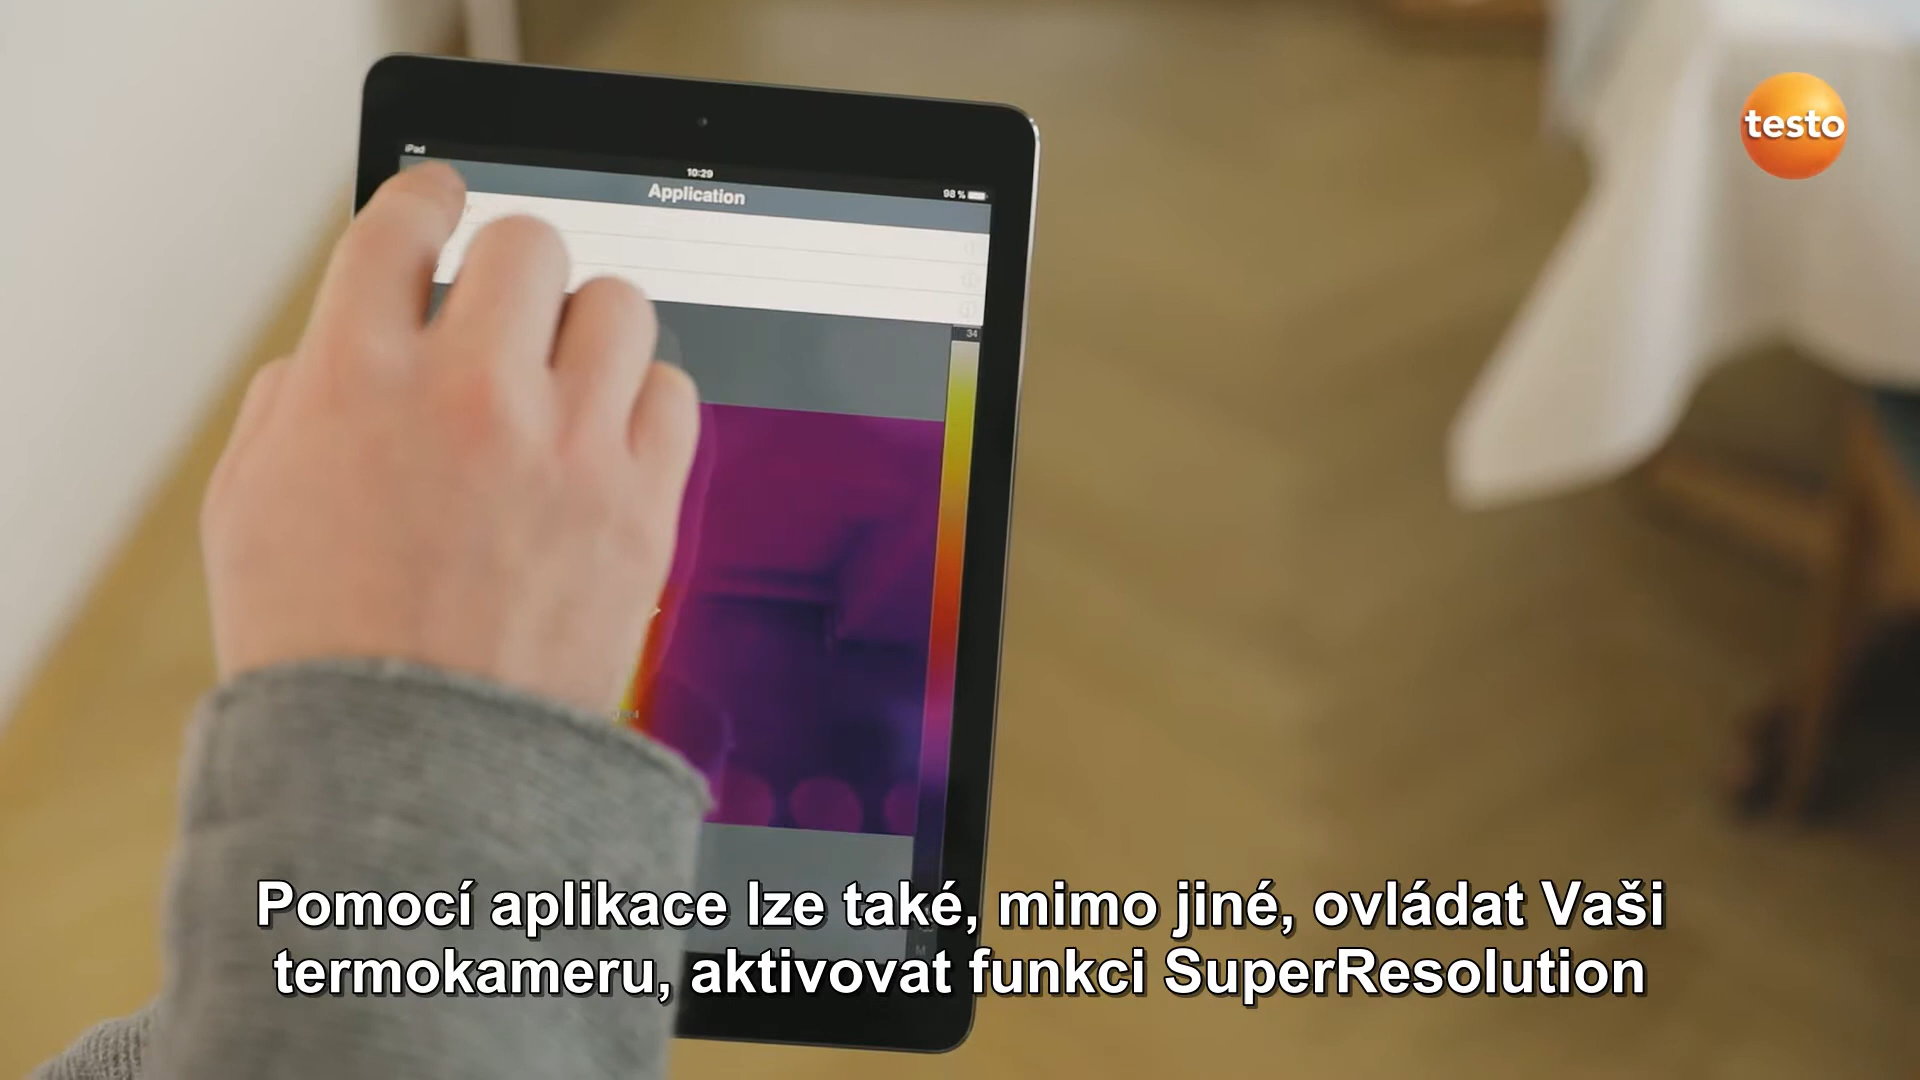 testo
iPad
10:29
98 %
Application
34
Pomocí aplikace lze také, mimo jiné, ovládat Vaši
termokameru, aktivovat funkci SuperResolution